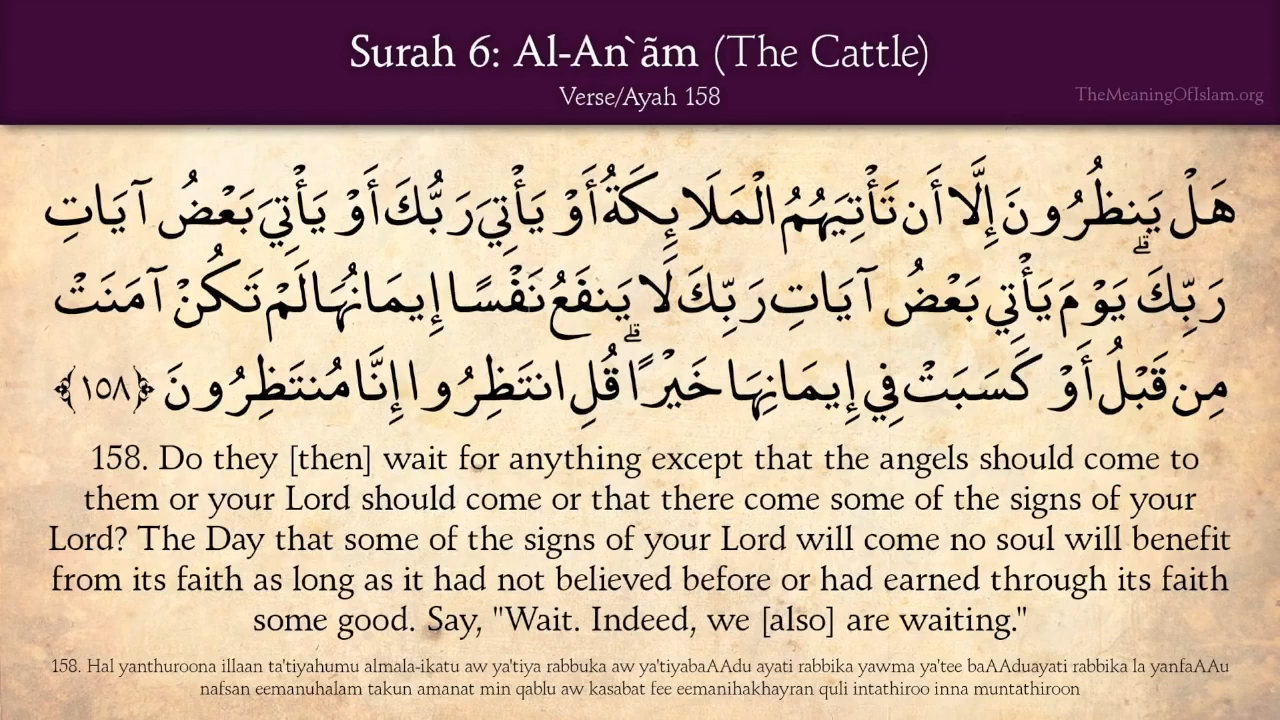 Surah 6: Al-An`ãm (The Cattle)
Verse/Ayah 158
TheMeaningOfIslam.org
هَلْ يَنظُرُونَ إِلَّا أَن تَأْتِيَهُمُ الْمَلَائِكَةُ أَوْ يَأْتِيَ رَبُّكَ أَوْ يَأْتِيَ بَعْضُ آيَاتِ
رَبِّكَ ۗ يَوْمَ يَأْتِي بَعْضُ آيَاتِ رَبِّكَ لَا يَنفَعُ نَفْسًا إِيمَانُهَا لَمْ تَكُنْ آمَنَتْ
مِن قَبْلُ أَوْ كَسَبَتْ فِي إِيمَانِهَا خَيْرًا ۗ قُلِ انتَظِرُوا إِنَّا مُنتَظِرُونَ ﴿١٥٨﴾
158. Do they [then] wait for anything except that the angels should come to
them or your Lord should come or that there come some of the signs of your
Lord? The Day that some of the signs of your Lord will come no soul will benefit
from its faith as long as it had not believed before or had earned through its faith
some good. Say, "Wait. Indeed, we [also] are waiting."
158. Hal yanthuroona illaan ta'tiyahumu almala-ikatu aw ya'tiya rabbuka aw ya'tiyabaAAdu ayati rabbika yawma ya'tee baAAduayati rabbika la yanfaAAu
nafsan eemanuhalam takun amanat min qablu aw kasabat fee eemanihakhayran quli intathiroo inna muntathiroon